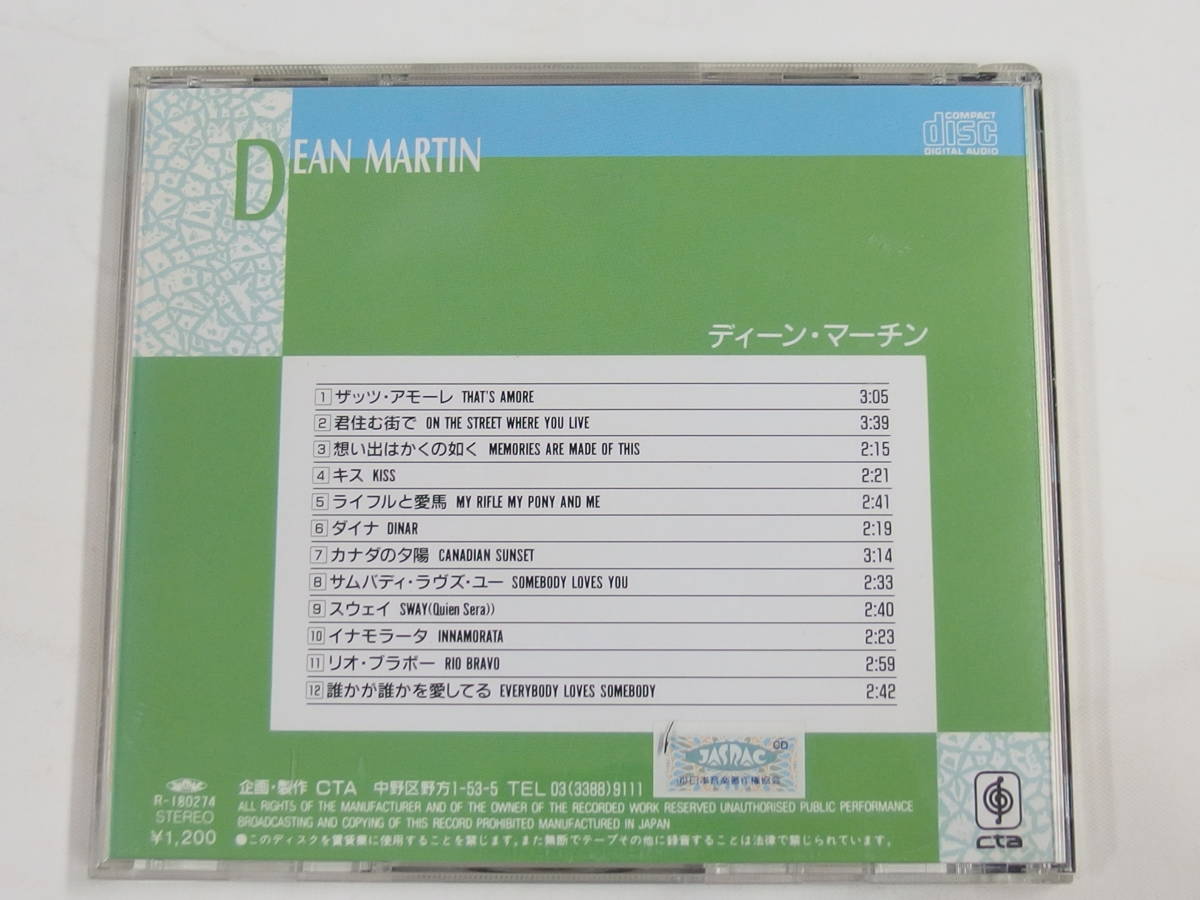 COMPACT
disc
DIGITAL AUDIO
DEAN MARTIN
ディーン・マーチン
1 ザッツ・アモーレ THAT'S AMORE 3:05
2 君住む街で ON THE STREET WHERE YOU LIVE 3:39
3 想い出はかくの如く MEMORIES ARE MADE OF THIS 2:15
4 キス KISS 2:21
5 ライフルと愛馬 MY RIFLE MY PONY AND ME 2:41
6 ダイナ DINAR 2:19
7 カナダの夕陽 CANADIAN SUNSET 3:14
8 サムバディ・ラヴズ・ユー SOMEBODY LOVES YOU 2:33
9 スウェイ SWAY(Quien Sera)) 2:40
10 イナモラータ INNAMORATA 2:23
11 リオ・ブラボー RIO BRAVO 2:59
12 誰かが誰かを愛してる EVERYBODY LOVES SOMEBODY 2:42
JASRAC CD
日本音楽著作権協会
R-180274
STEREO
¥1,200
企画・製作 CTA 中野区野方1-53-5 TEL 03(3388)9111
ALL RIGHTS OF THE MANUFACTURER AND OF THE OWNER OF THE RECORDED WORK RESERVED UNAUTHORISED PUBLIC PERFORMANCE
BROADCASTING AND COPYING OF THIS RECORD PROHIBITED MANUFACTURED IN JAPAN
●このディスクを賃貸業に使用することを禁じます。また無断でテープその他に録音することは法律で禁じられています。
cta